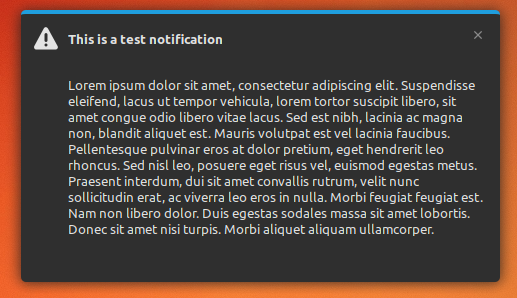 This is a test notification
Lorem ipsum dolor sit amet, consectetur adipiscing elit. Suspendisse
eleifend, lacus ut tempor vehicula, lorem tortor suscipit libero, sit
amet congue odio libero vitae lacus. Sed est nibh, lacinia ac magna
non, blandit aliquet est. Mauris volutpat est vel lacinia faucibus.
Pellentesque pulvinar eros at dolor pretium, eget hendrerit leo
rhoncus. Sed nisl leo, posuere eget risus vel, euismod egestas metus.
Praesent interdum, dui sit amet convallis rutrum, velit nunc
sollicitudin erat, ac viverra leo eros in nulla. Morbi feugiat feugiat est.
Nam non libero dolor. Duis egestas sodales massa sit amet lobortis.
Donec sit amet nisi turpis. Morbi aliquet aliquam ullamcorper.